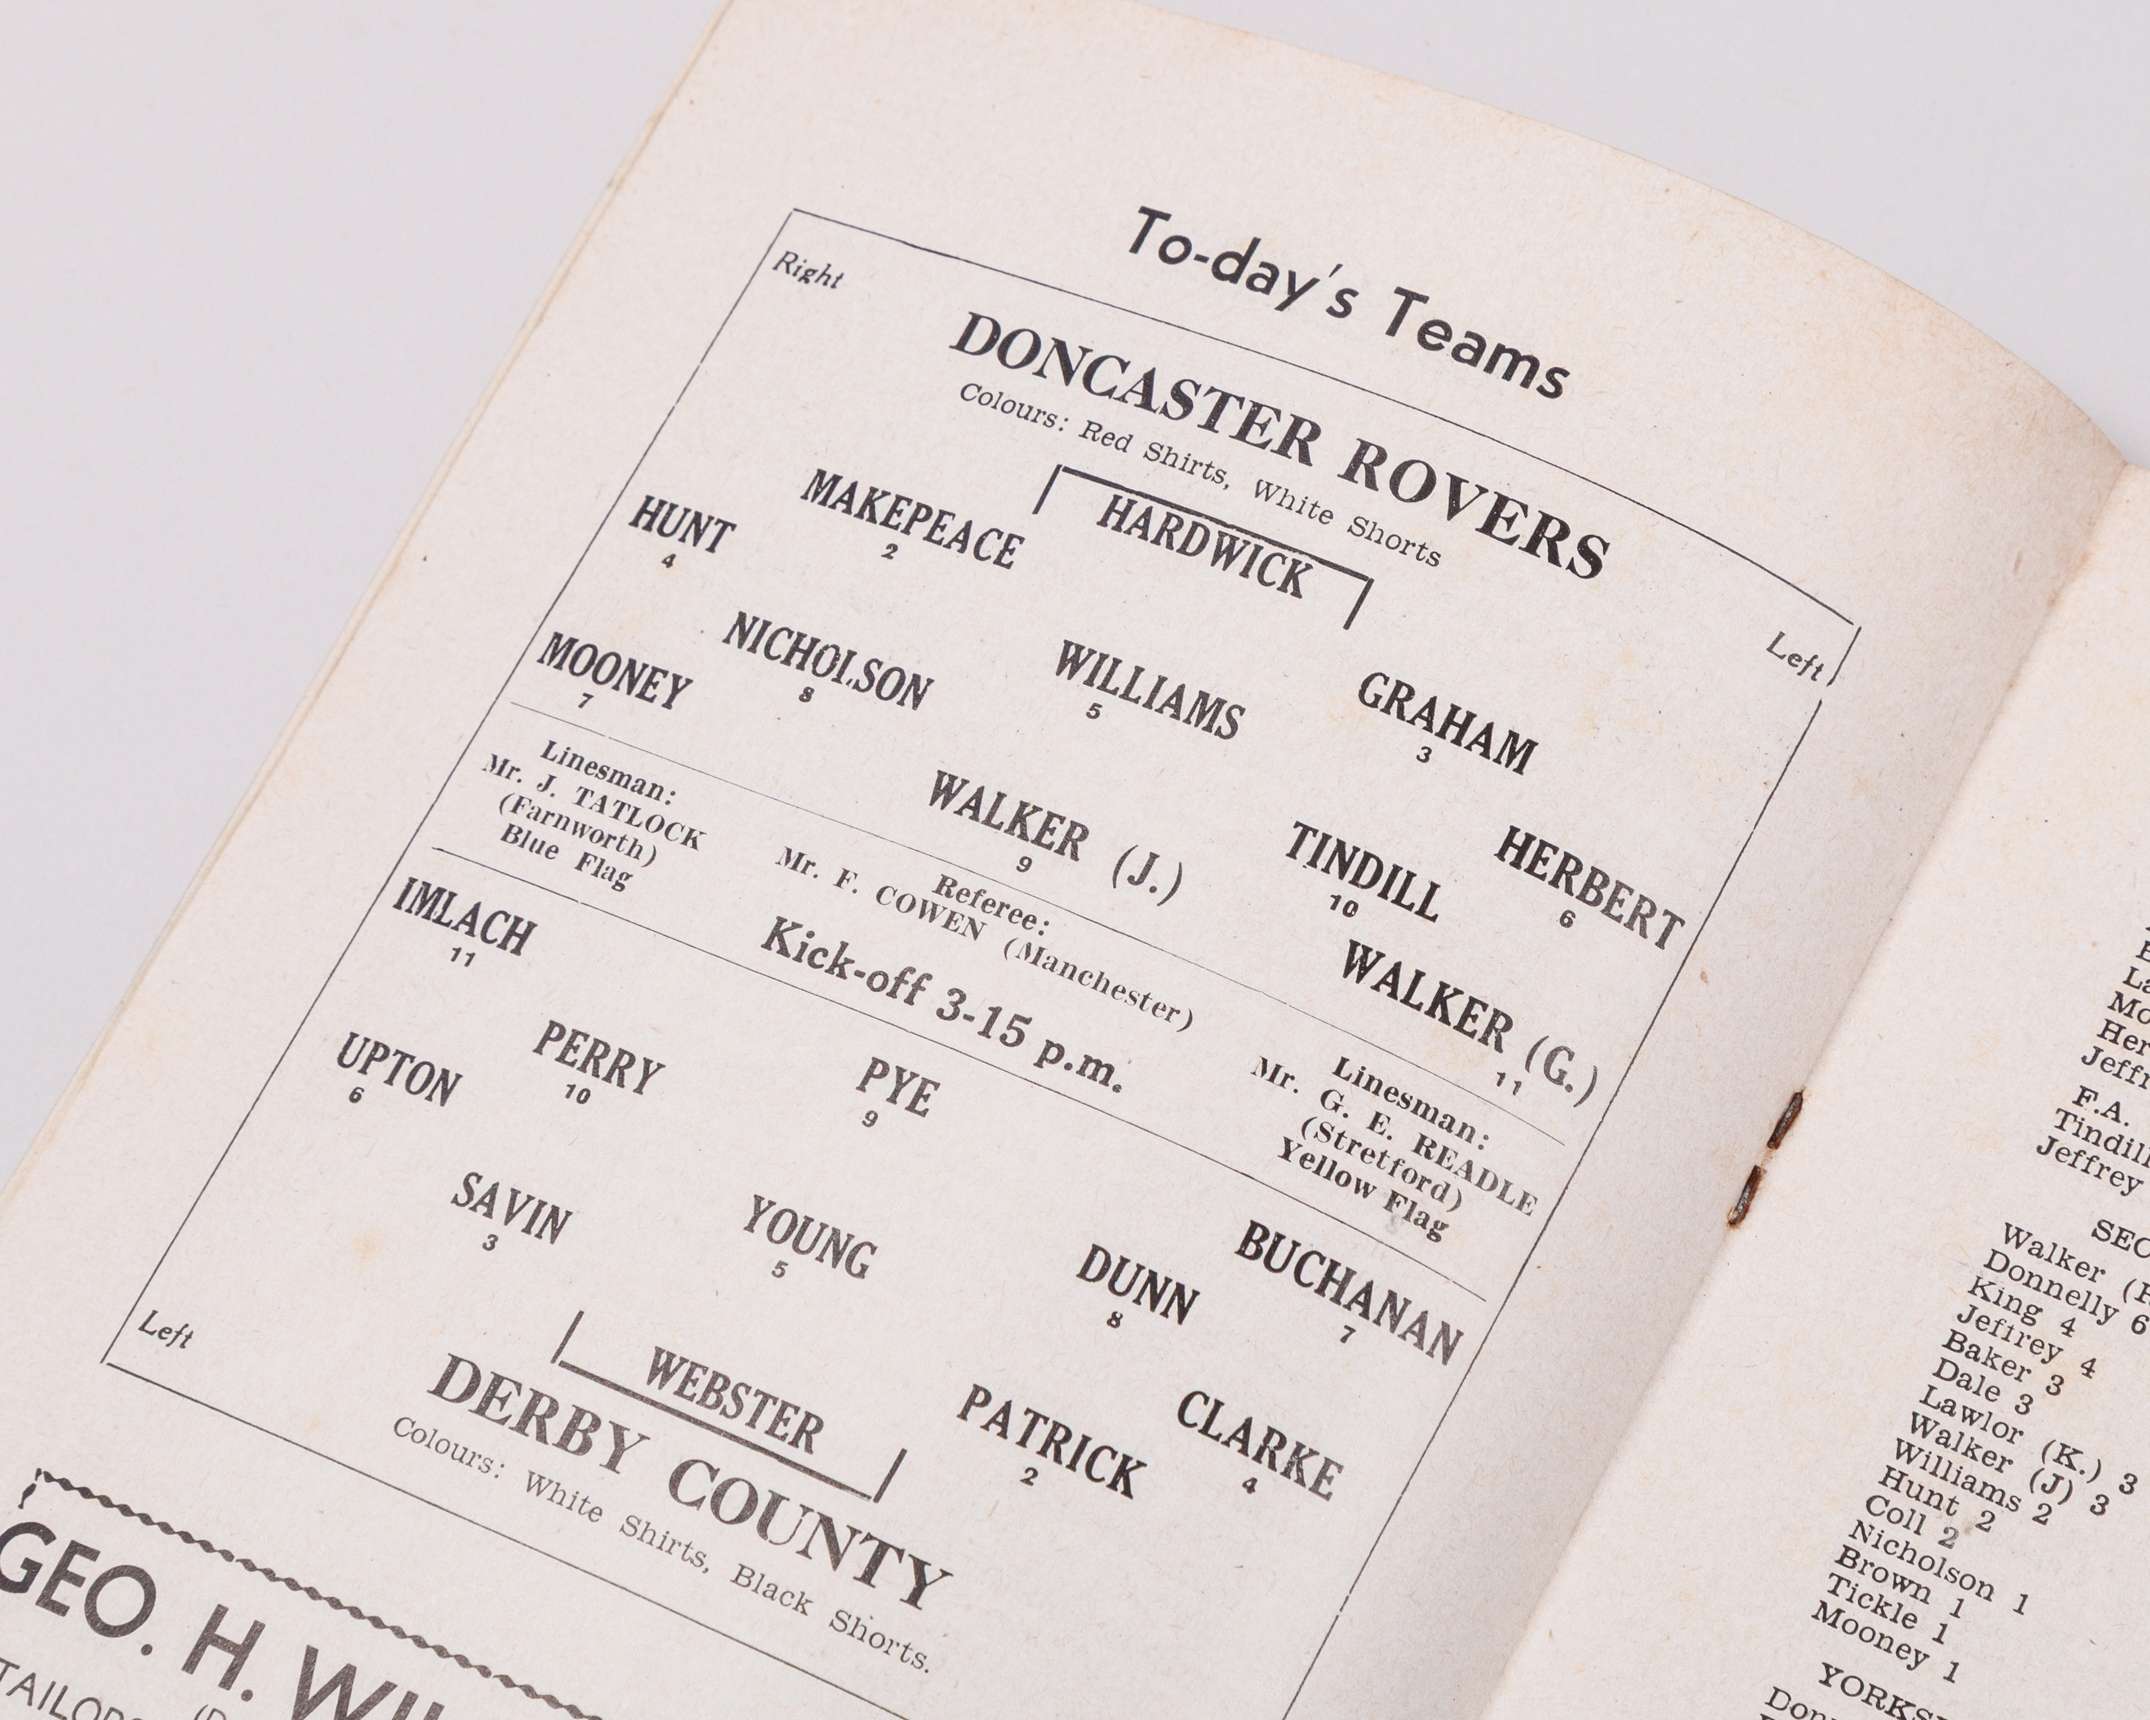 To-day's Teams
Right
DONCASTER ROVERS
Colours: Red Shirts, White Shorts
Left
HARDWICK
MAKEPEACE
2
GRAHAM
3
HUNT
4
WILLIAMS
5
HERBERT
6
MOONEY
7
NICHOLSON
8
WALKER (J.)
9
TINDILL
10
WALKER (G.)
11
Linesman:
Mr. J. TATLOCK
(Farnworth)
Blue Flag
Referee:
Mr. F. COWEN (Manchester)
Kick-off 3-15 p.m.
Linesman:
Mr. G. E. READLE
(Stretford)
Yellow Flag
IMLACH
11
PERRY
10
PYE
9
DUNN
8
BUCHANAN
7
UPTON
6
YOUNG
5
CLARKE
4
SAVIN
3
PATRICK
2
WEBSTER
Left
DERBY COUNTY
Colours: White Shirts, Black Shorts.
GEO. H.
F.A.
Tindill
Jeffrey
Walker
Donnelly 6
King 4
Jeffrey 4
Baker 3
Dale 3
Lawlor (K.) 3
Walker (J) 3
Williams 2
Hunt 2
Coll 2
Nicholson 1
Brown 1
Tickle 1
Mooney 1